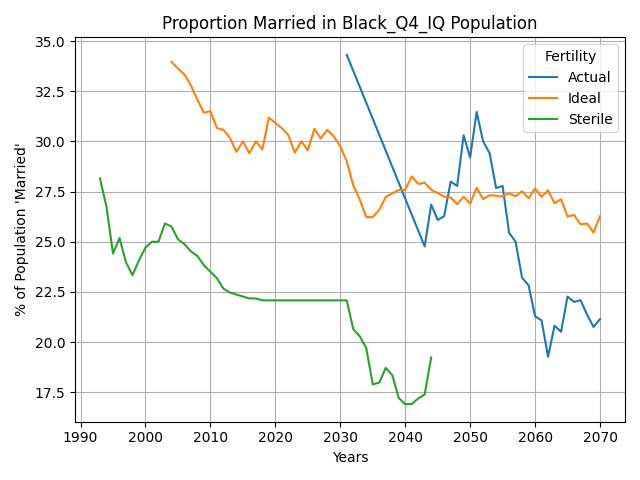 Proportion Married in Black_Q4_IQ Population
% of Population 'Married'
35.0
32.5
30.0
27.5
25.0
22.5
20.0
17.5
Fertility
Actual
Ideal
Sterile
1990 2000 2010 2020 2030 2040 2050 2060 2070
Years